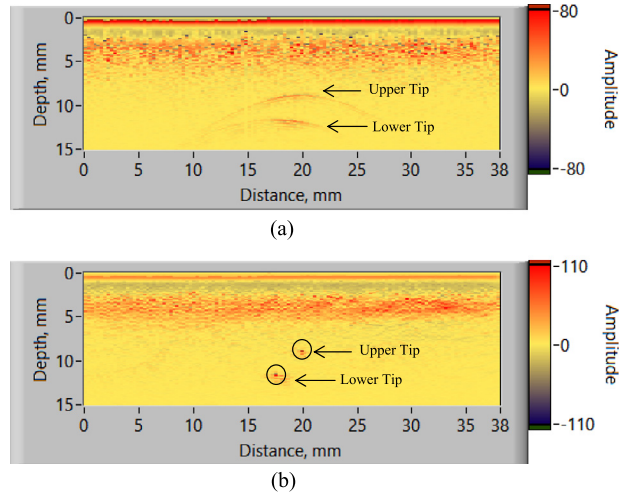 0
5
10
15
Depth, mm
Upper Tip
Lower Tip
0 5 10 15 20 25 30 35 38
Distance, mm
80
0
-80
Amplitude
(a)
0
5
10
15
Depth, mm
Upper Tip
Lower Tip
0 5 10 15 20 25 30 35 38
Distance, mm
110
0
-110
Amplitude
(b)